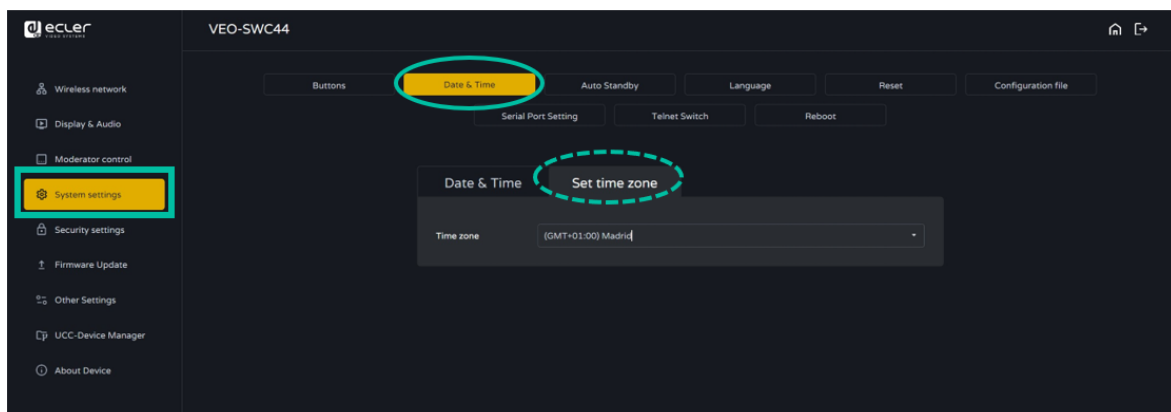 ecler
VIDEO SYSTEMS
VEO-SWC44
Wireless network
Display & Audio
Moderator control
System settings
Security settings
Firmware Update
Other Settings
UCC-Device Manager
About Device
Buttons
Date & Time
Auto Standby
Language
Reset
Configuration file
Serial Port Setting
Telnet Switch
Reboot
Date & Time
Set time zone
Time zone
(GMT+01:00) Madrid